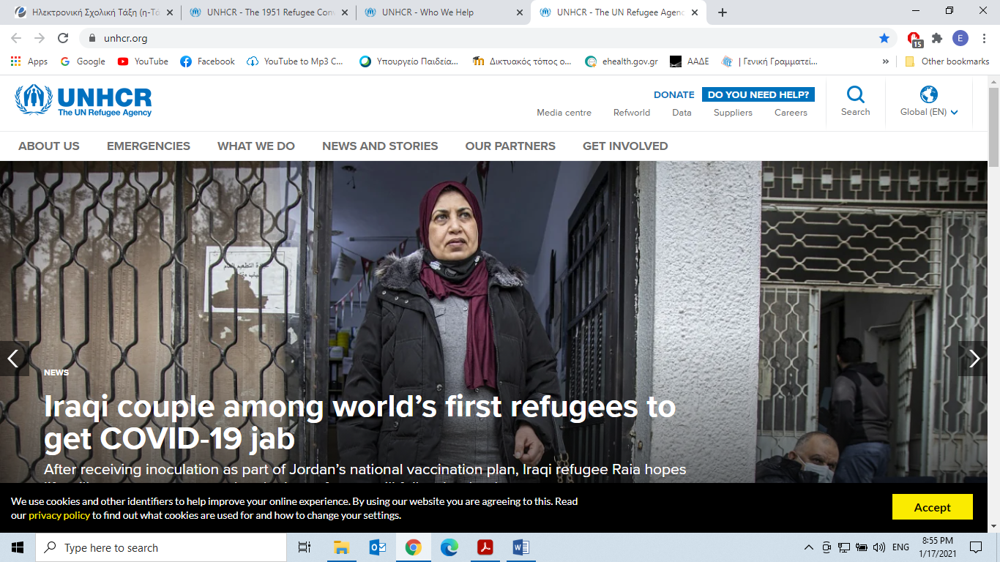 Ηλεκτρονική Σχολική Τάξη (η-Τά
UNHCR - The 1951 Refugee Conv
UNHCR - Who We Help
UNHCR - The UN Refugee Agenc
unhcr.org
15
E
Apps
Google
YouTube
Facebook
YouTube to Mp3 C...
Υπουργείο Παιδεία...
Δικτυακός τόπος ο...
ehealth.gov.gr
ΑΑΔΕ
| Γενική Γραμματεί...
»
Other bookmarks
UNHCR
The UN Refugee Agency
DONATE
DO YOU NEED HELP?
Media centre
Refworld
Data
Suppliers
Careers
Search
Global (EN)
ABOUT US
EMERGENCIES
WHAT WE DO
NEWS AND STORIES
OUR PARTNERS
GET INVOLVED
NEWS
Iraqi couple among world’s first refugees to
get COVID-19 jab
After receiving inoculation as part of Jordan’s national vaccination plan, Iraqi refugee Raia hopes
We use cookies and other identifiers to help improve your online experience. By using our website you are agreeing to this. Read
our privacy policy to find out what cookies are used for and how to change your settings.
Accept
Type here to search
ENG
8:55 PM
1/17/2021